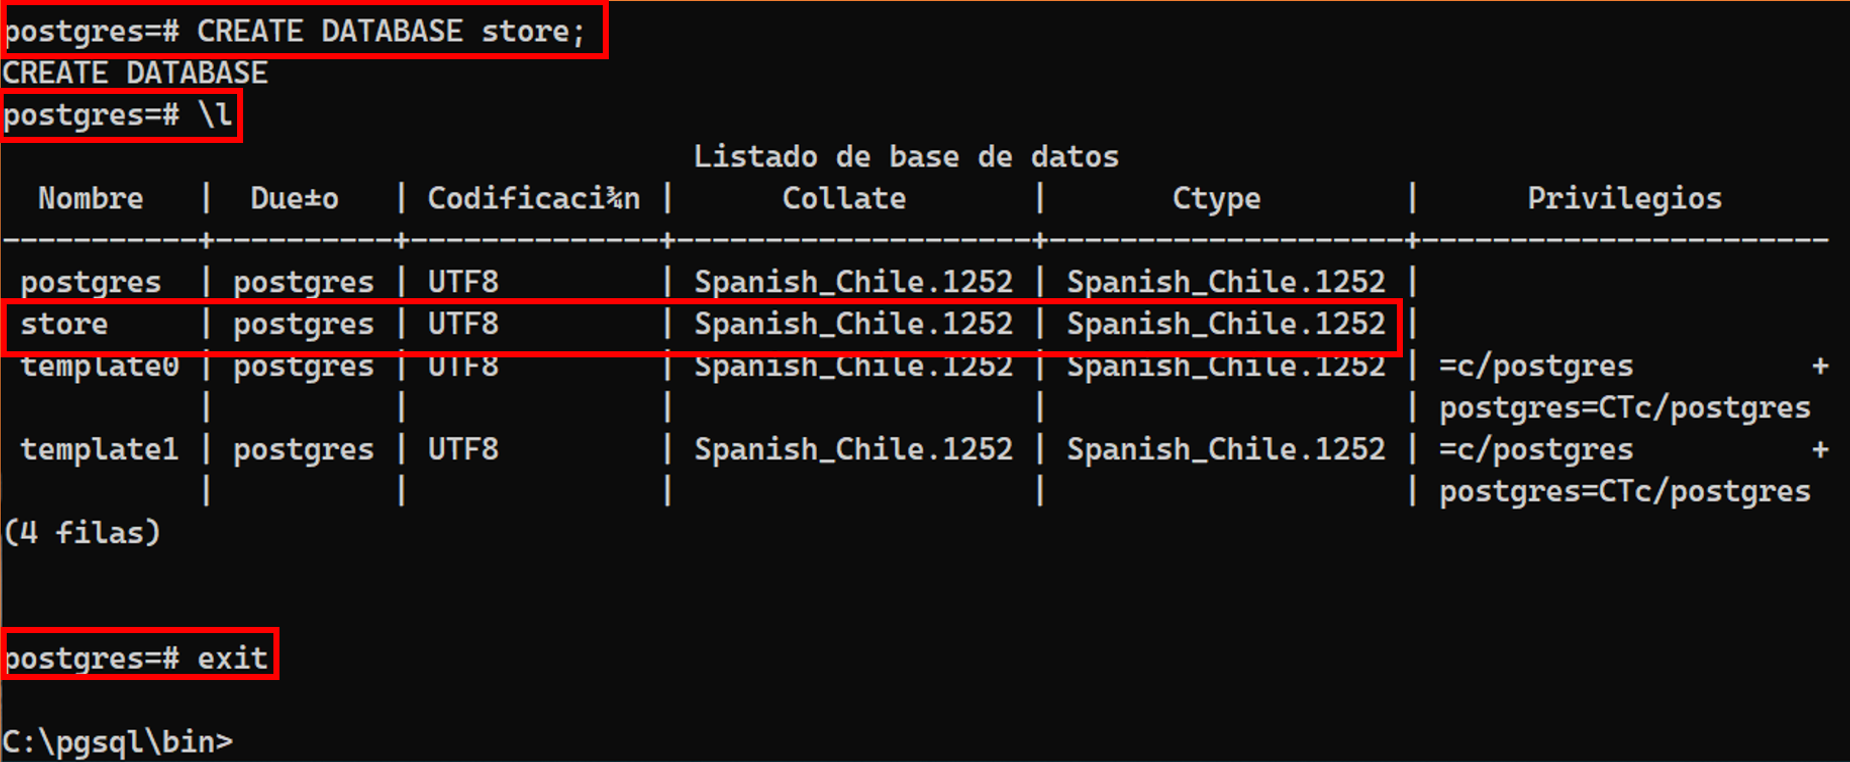 postgres=# CREATE DATABASE store;
CREATE DATABASE
postgres=# \l
                                  Listado de base de datos
  Nombre   |  Due±o   | Codificaci¾n |      Collate       |       Ctype        |      Privilegios
-----------+----------+--------------+--------------------+--------------------+-----------------------
 postgres  | postgres | UTF8         | Spanish_Chile.1252 | Spanish_Chile.1252 |
 store     | postgres | UTF8         | Spanish_Chile.1252 | Spanish_Chile.1252 |
 template0 | postgres | UTF8         | Spanish_Chile.1252 | Spanish_Chile.1252 | =c/postgres          +
           |          |              |                    |                    | postgres=CTc/postgres
 template1 | postgres | UTF8         | Spanish_Chile.1252 | Spanish_Chile.1252 | =c/postgres          +
           |          |              |                    |                    | postgres=CTc/postgres
(4 filas)
postgres=# exit
C:\pgsql\bin>